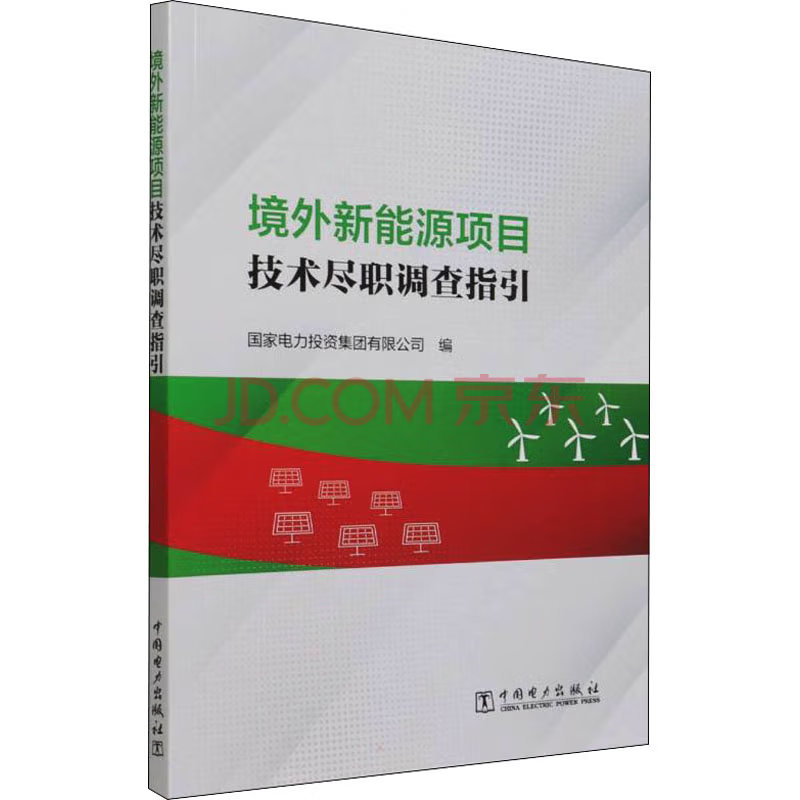 境外新能源项目技术尽职调查指引
中国电力出版社
境外新能源项目
技术尽职调查指引
国家电力投资集团有限公司 编
JD.COM 京东
中国电力出版社
CHINA ELECTRIC POWER PRESS